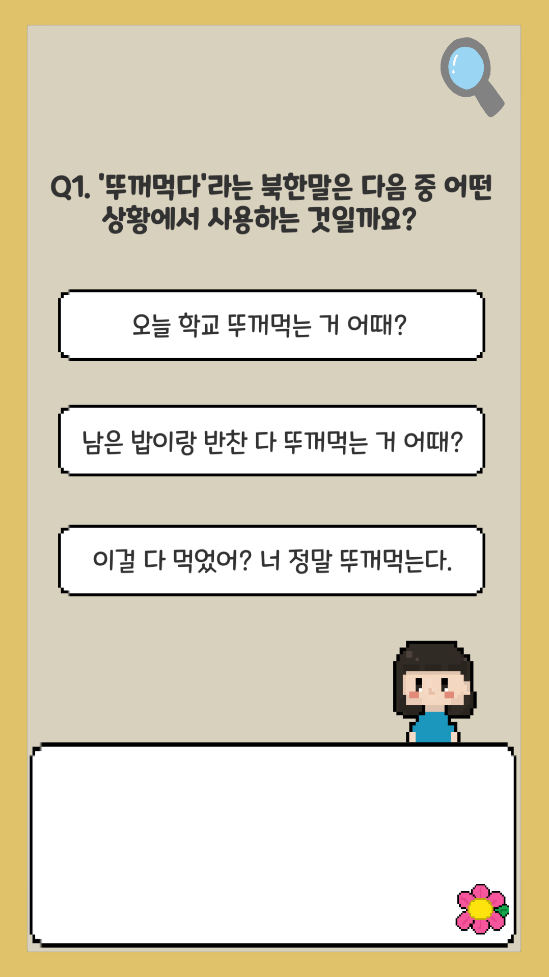 Q1. '뚜꺼먹다'라는 북한말은 다음 중 어떤
상황에서 사용하는 것일까요?
오늘 학교 뚜꺼먹는 거 어때?
남은 밥이랑 반찬 다 뚜꺼먹는 거 어때?
이걸 다 먹었어? 너 정말 뚜꺼먹는다.